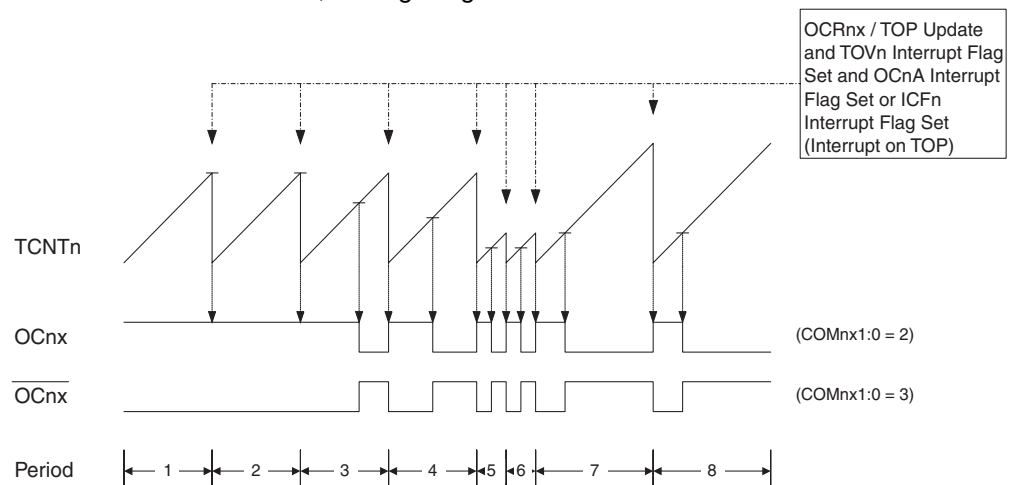 OCRnx / TOP Update
and TOVn Interrupt Flag
Set and OCnA Interrupt
Flag Set or ICFn
Interrupt Flag Set
(Interrupt on TOP)
TCNTn
OCnx
(COMnx1:0 = 2)
OCnx
(COMnx1:0 = 3)
Period 1 2 3 4 5 6 7 8